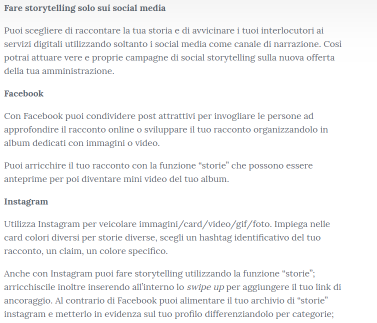 Fare storytelling solo sui social media
Puoi scegliere di raccontare la tua storia e di avvicinare i tuoi interlocutori ai
servizi digitali utilizzando soltanto i social media come canale di narrazione. Così
potrai attuare vere e proprie campagne di social storytelling sulla nuova offerta
della tua amministrazione.
Facebook
Con Facebook puoi condividere post attrattivi per invogliare le persone ad
approfondire il racconto online o sviluppare il tuo racconto organizzandolo in
album dedicati con immagini o video.
Puoi arricchire il tuo racconto con la funzione “storie” che possono essere
anteprime per poi diventare mini video del tuo album.
Instagram
Utilizza Instagram per veicolare immagini/card/video/gif/foto. Impiega nelle
card colori diversi per storie diverse, scegli un hashtag identificativo del tuo
racconto, un claim, un colore specifico.
Anche con Instagram puoi fare storytelling utilizzando la funzione “storie”;
arricchiscile inoltre inserendo all’interno lo swipe up per aggiungere il tuo link di
ancoraggio. Al contrario di Facebook puoi alimentare il tuo archivio di “storie”
instagram e metterlo in evidenza sul tuo profilo differenziandolo per categorie;